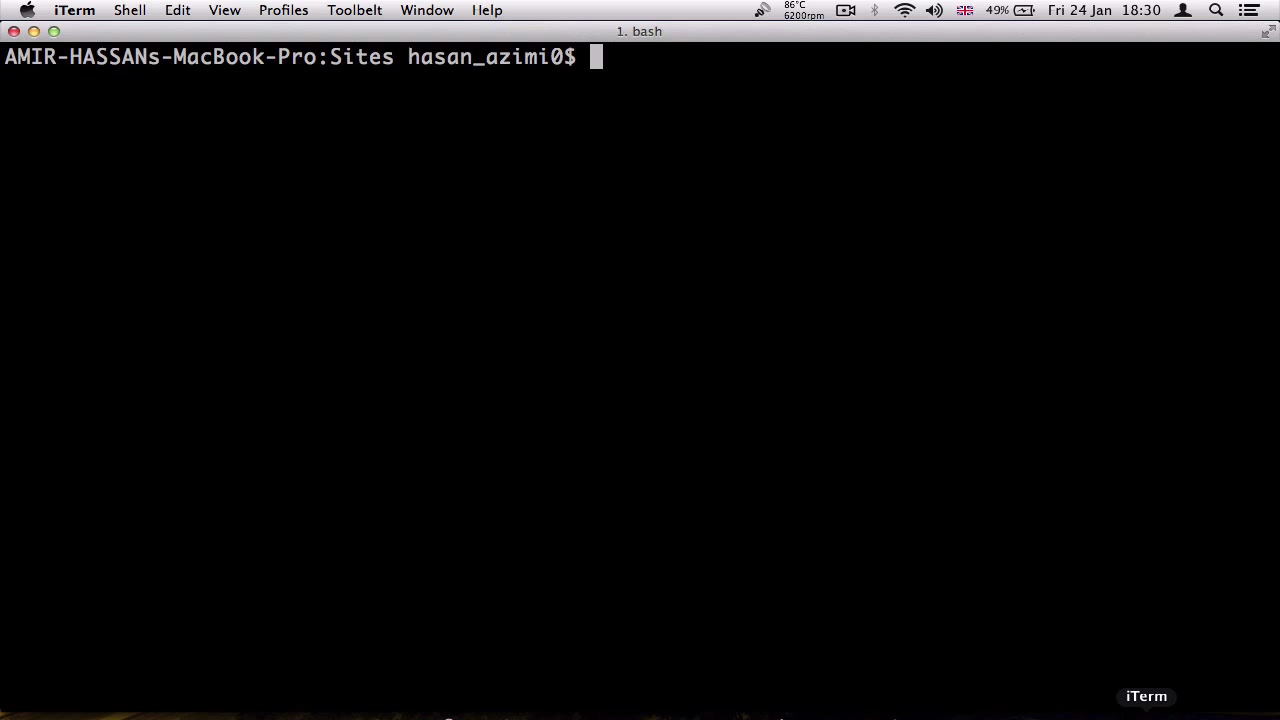 iTerm Shell Edit View Profiles Toolbelt Window Help 86°C 6200rpm 49% Fri 24 Jan 18:30
1. bash
AMIR-HASSANs-MacBook-Pro:Sites hasan_azimi0$
iTerm